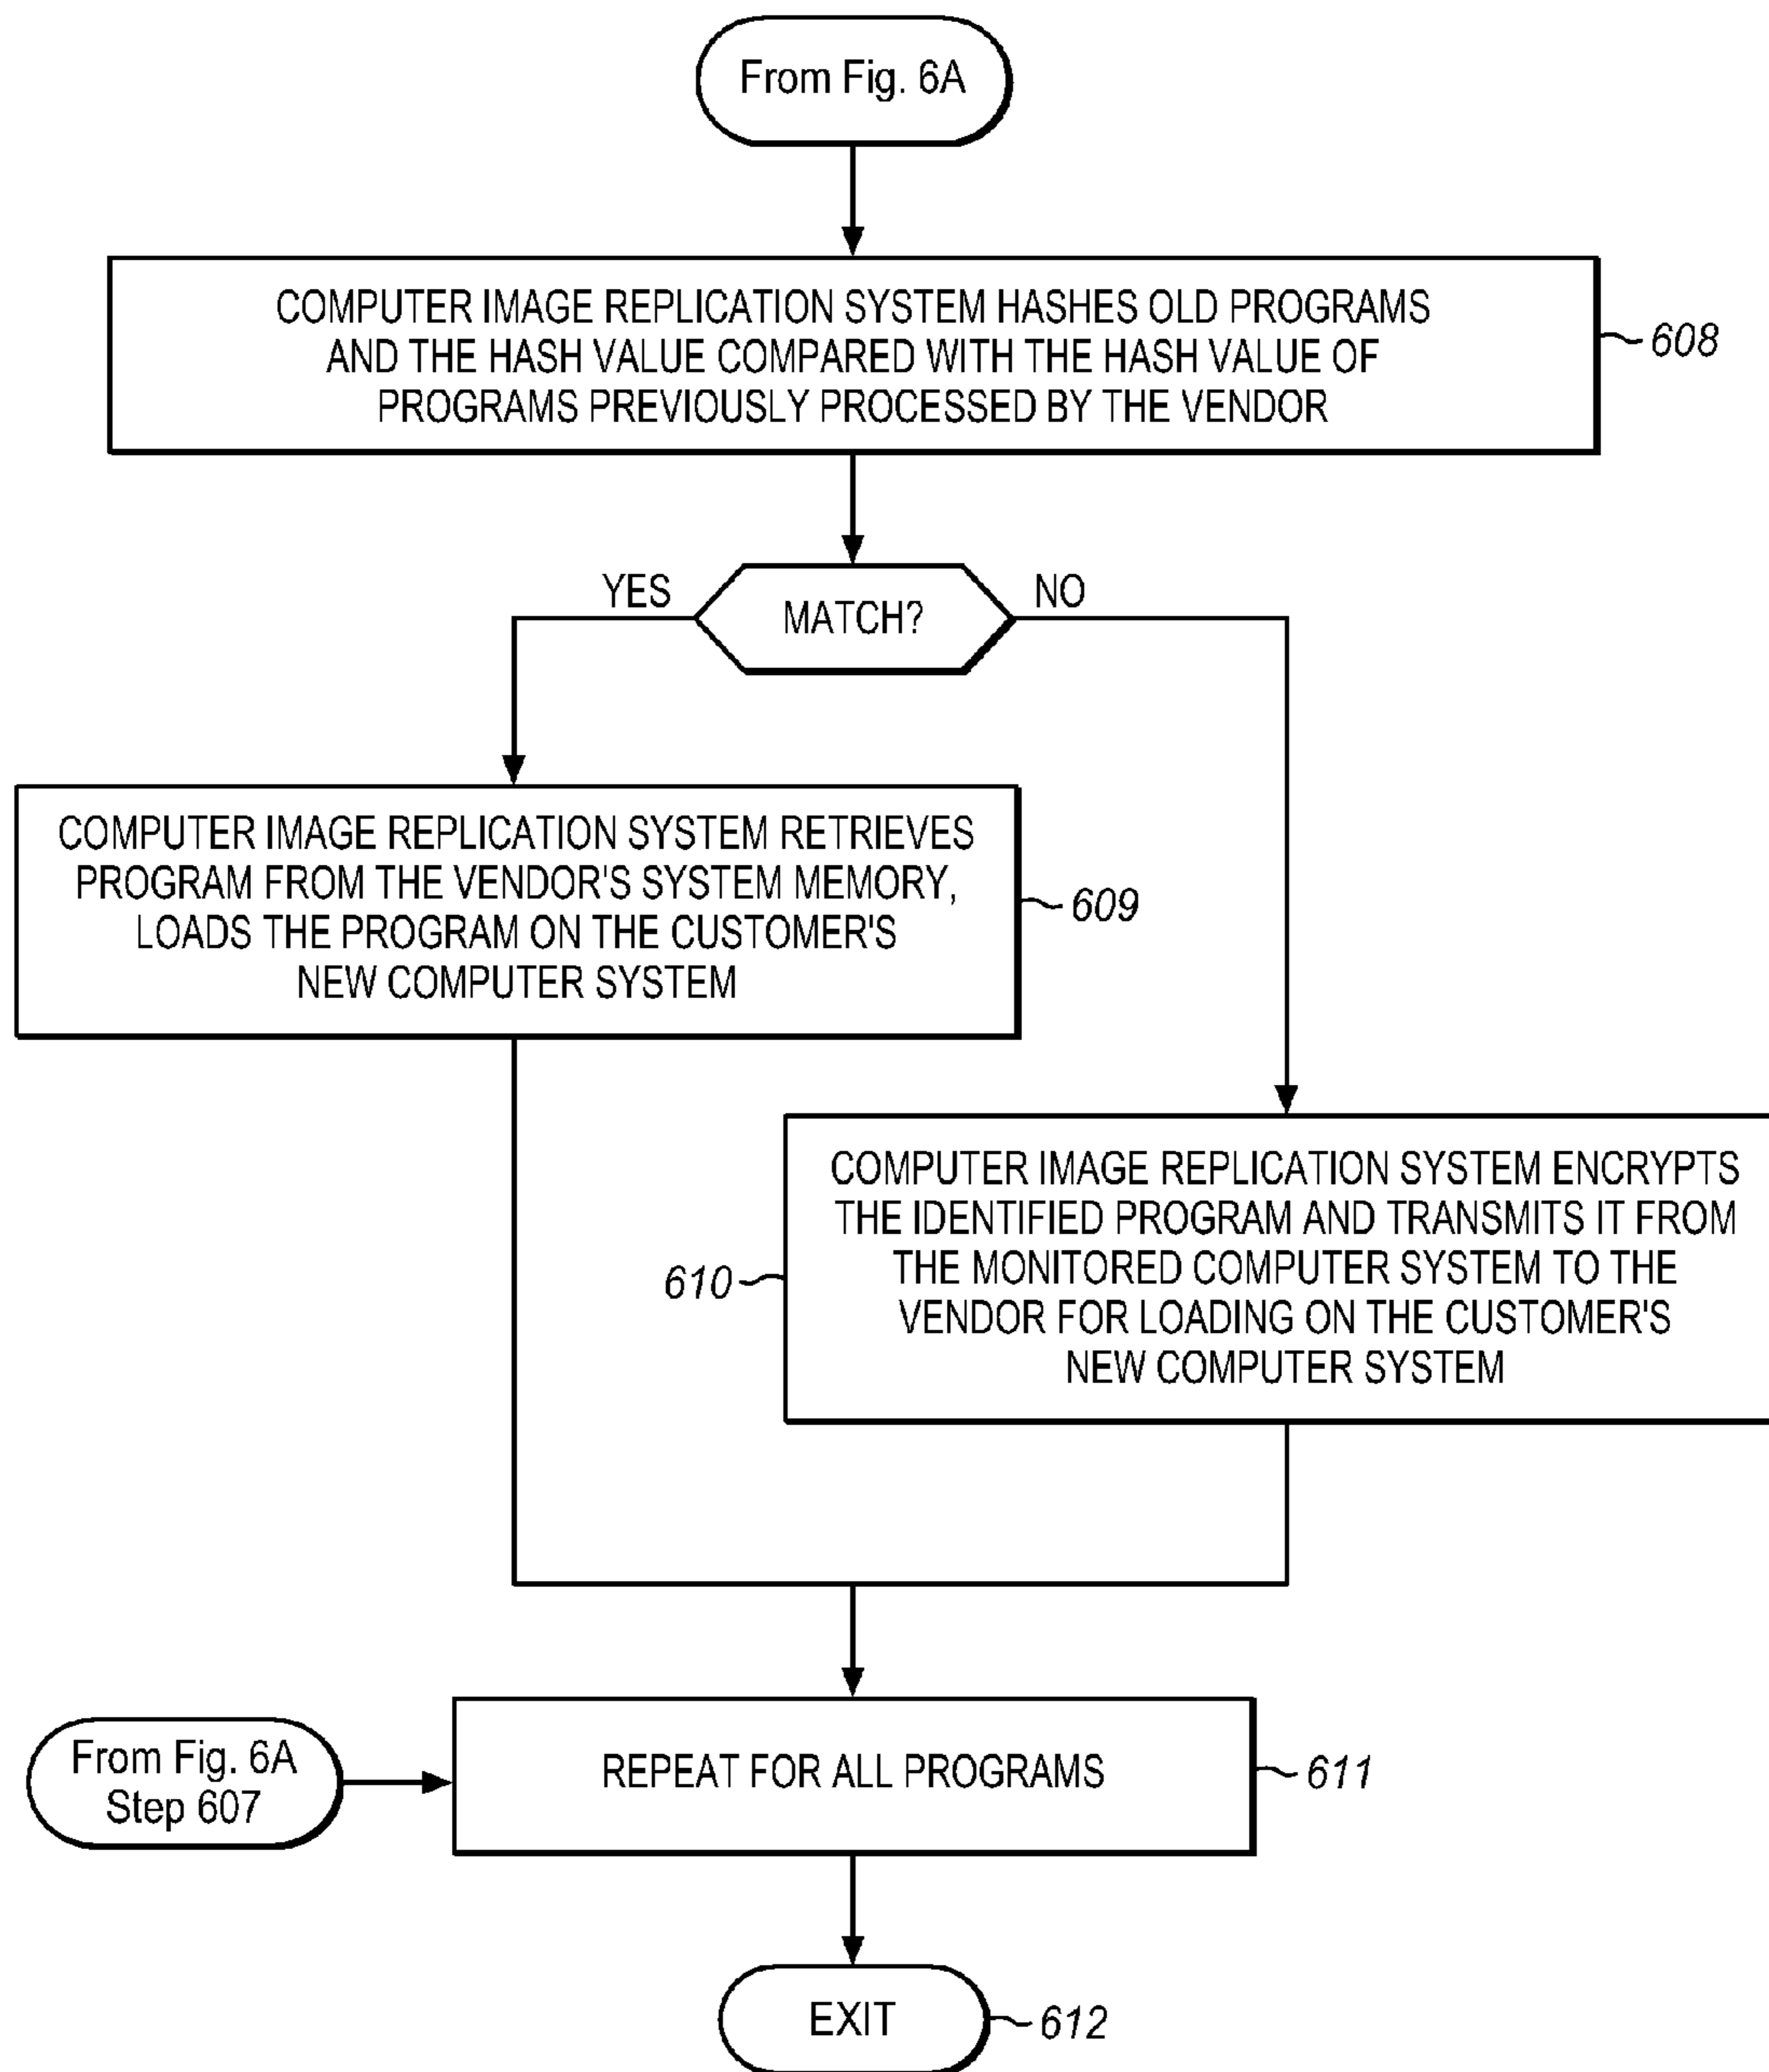 From Fig. 6A
COMPUTER IMAGE REPLICATION SYSTEM HASHES OLD PROGRAMS
AND THE HASH VALUE COMPARED WITH THE HASH VALUE OF
PROGRAMS PREVIOUSLY PROCESSED BY THE VENDOR
608
YES
MATCH?
NO
COMPUTER IMAGE REPLICATION SYSTEM RETRIEVES
PROGRAM FROM THE VENDOR'S SYSTEM MEMORY,
LOADS THE PROGRAM ON THE CUSTOMER'S
NEW COMPUTER SYSTEM
609
COMPUTER IMAGE REPLICATION SYSTEM ENCRYPTS
THE IDENTIFIED PROGRAM AND TRANSMITS IT FROM
THE MONITORED COMPUTER SYSTEM TO THE
VENDOR FOR LOADING ON THE CUSTOMER'S
NEW COMPUTER SYSTEM
610
From Fig. 6A
Step 607
REPEAT FOR ALL PROGRAMS
611
EXIT
612